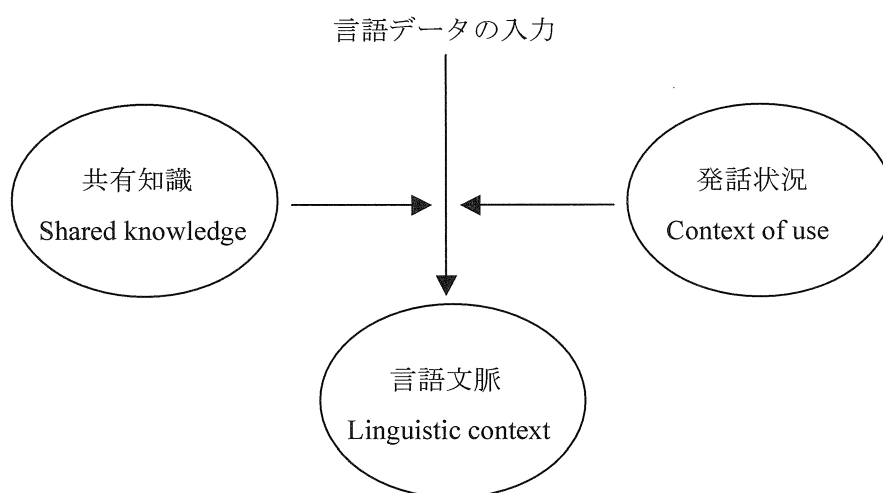 言語データの入力
共有知識
Shared knowledge
発話状況
Context of use
言語文脈
Linguistic context